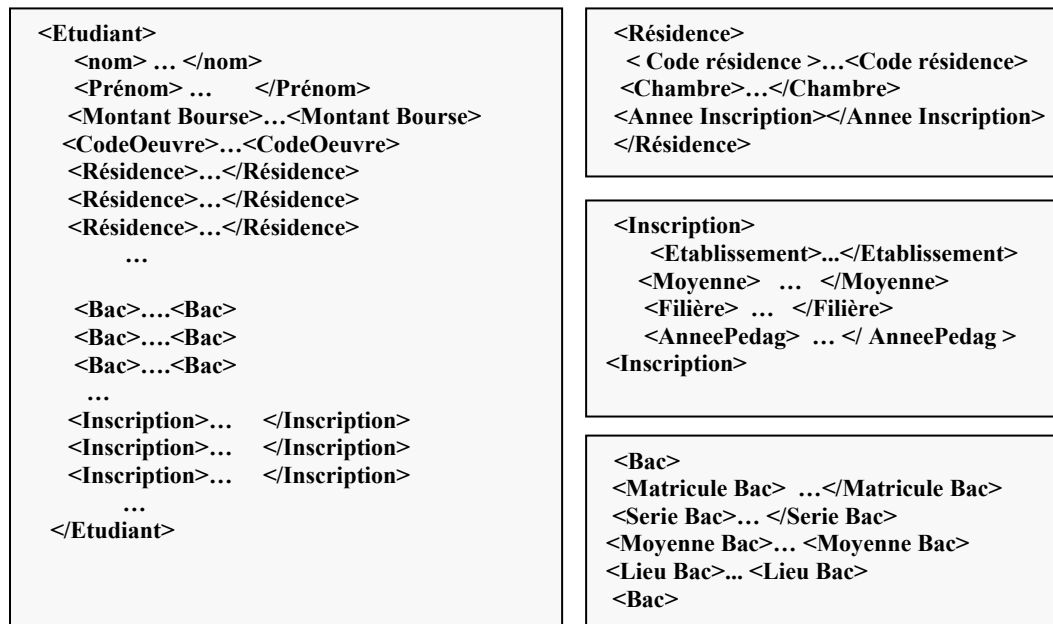 <Etudiant>
<nom> … </nom>
<Prénom> … </Prénom>
<Montant Bourse>…<Montant Bourse>
<CodeOeuvre>…<CodeOeuvre>
<Résidence>…</Résidence>
<Résidence>…</Résidence>
<Résidence>…</Résidence>
…
<Bac>….<Bac>
<Bac>….<Bac>
<Bac>….<Bac>
…
<Inscription>… </Inscription>
<Inscription>… </Inscription>
<Inscription>… </Inscription>
…
</Etudiant>
<Résidence>
< Code résidence >…<Code résidence>
<Chambre>…</Chambre>
<Annee Inscription></Annee Inscription>
</Résidence>
<Inscription>
<Etablissement>...</Etablissement>
<Moyenne> … </Moyenne>
<Filière> … </Filière>
<AnneePedag> … </ AnneePedag >
<Inscription>
<Bac>
<Matricule Bac> …</Matricule Bac>
<Serie Bac>… </Serie Bac>
<Moyenne Bac>… <Moyenne Bac>
<Lieu Bac>... <Lieu Bac>
<Bac>